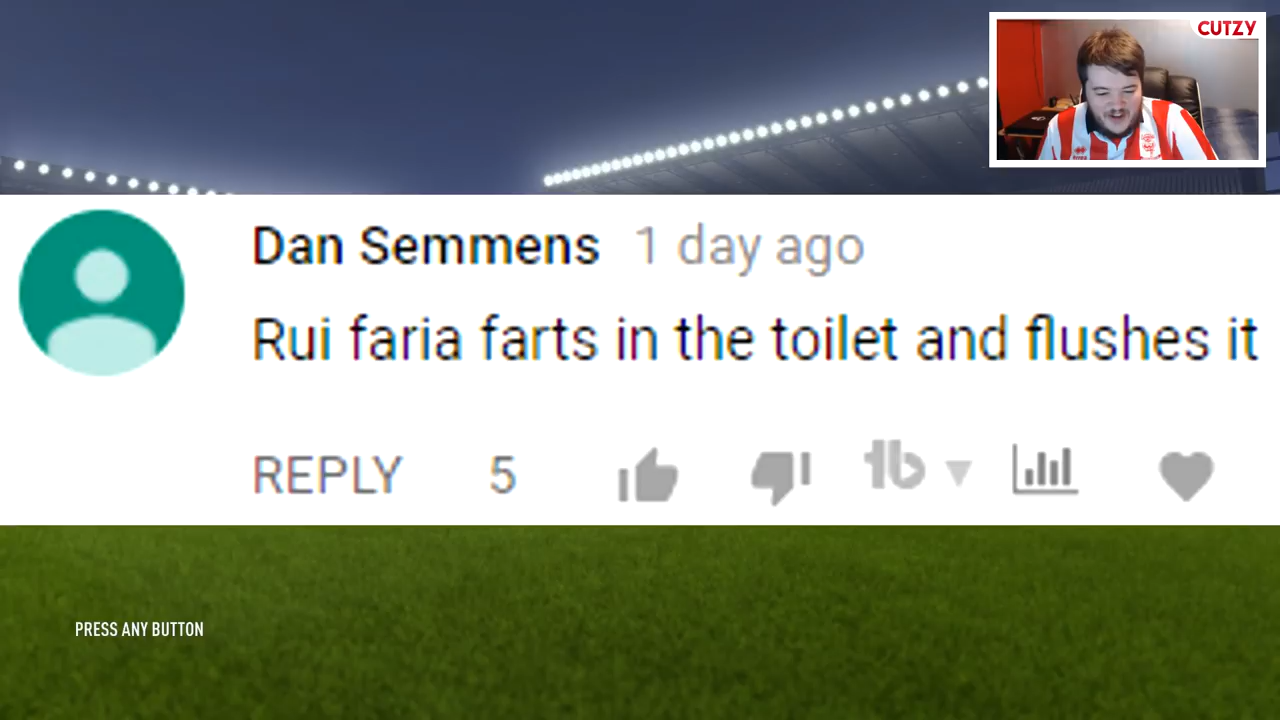 CUTZY
Dan Semmens 1 day ago
Rui faria farts in the toilet and flushes it
REPLY 5
PRESS ANY BUTTON